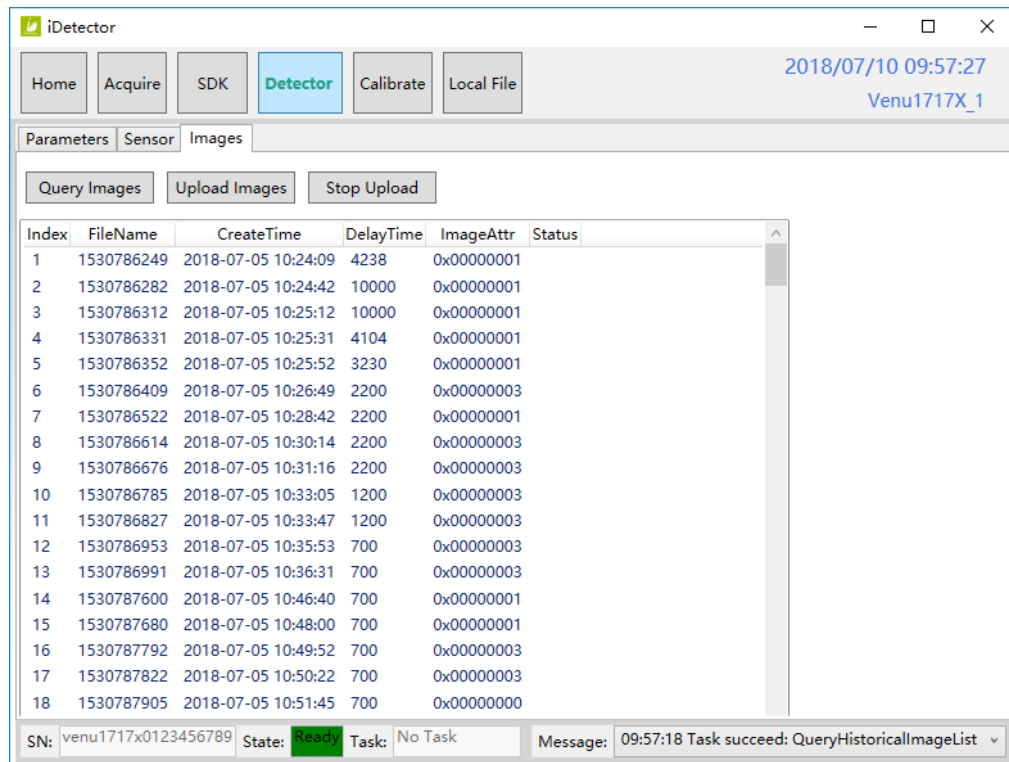 iDetector
Home Acquire SDK Detector Calibrate Local File
2018/07/10 09:57:27
Venu1717X_1
Parameters Sensor Images
Query Images Upload Images Stop Upload
Index FileName CreateTime DelayTime ImageAttr Status
1 1530786249 2018-07-05 10:24:09 4238 0x00000001
2 1530786282 2018-07-05 10:24:42 10000 0x00000001
3 1530786312 2018-07-05 10:25:12 10000 0x00000001
4 1530786331 2018-07-05 10:25:31 4104 0x00000001
5 1530786352 2018-07-05 10:25:52 3230 0x00000001
6 1530786409 2018-07-05 10:26:49 2200 0x00000003
7 1530786522 2018-07-05 10:28:42 2200 0x00000001
8 1530786614 2018-07-05 10:30:14 2200 0x00000003
9 1530786676 2018-07-05 10:31:16 2200 0x00000003
10 1530786785 2018-07-05 10:33:05 1200 0x00000003
11 1530786827 2018-07-05 10:33:47 1200 0x00000003
12 1530786953 2018-07-05 10:35:53 700 0x00000003
13 1530786991 2018-07-05 10:36:31 700 0x00000003
14 1530787600 2018-07-05 10:46:40 700 0x00000001
15 1530787680 2018-07-05 10:48:00 700 0x00000001
16 1530787792 2018-07-05 10:49:52 700 0x00000003
17 1530787822 2018-07-05 10:50:22 700 0x00000003
18 1530787905 2018-07-05 10:51:45 700 0x00000000
SN: venu1717x0123456789 State: Ready Task: No Task Message: 09:57:18 Task succeed: QueryHistoricalImageList